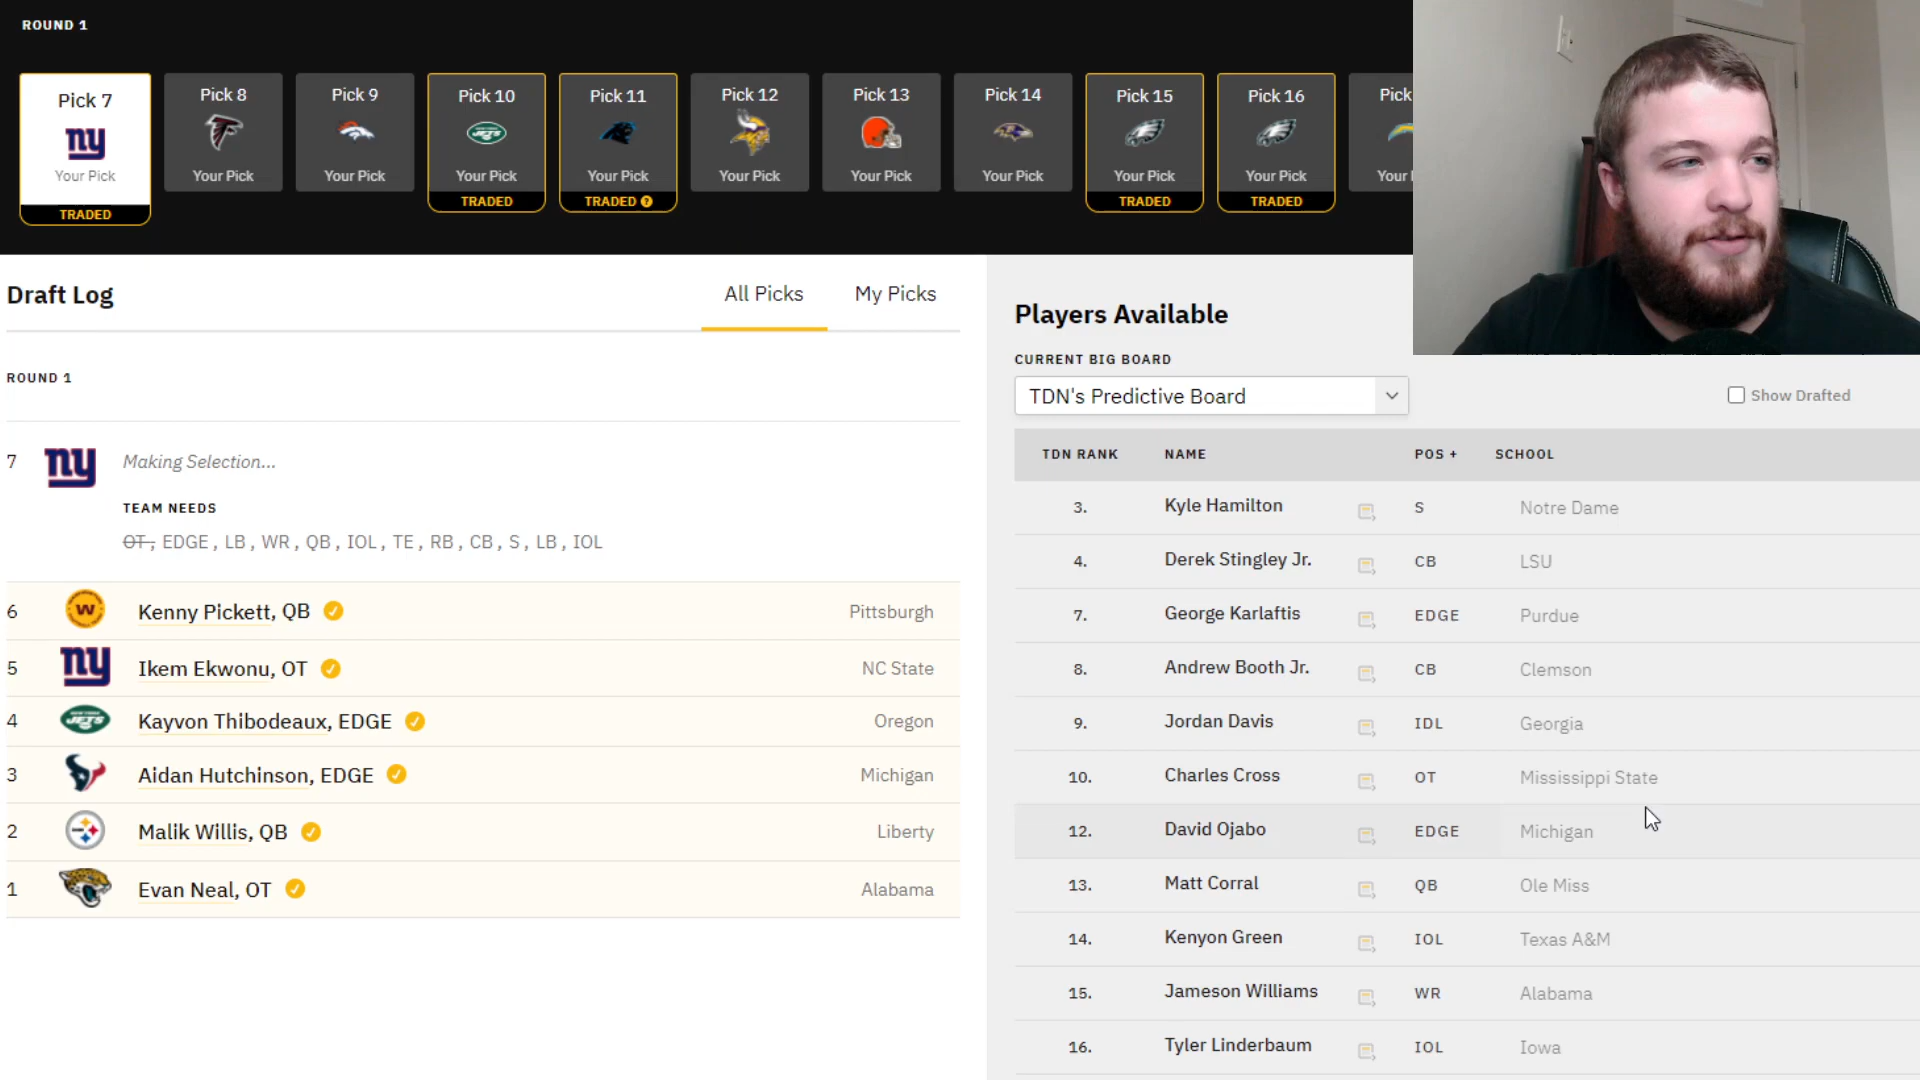 ROUND 1
Pick 7
Your Pick
TRADED
Pick 8
Your Pick
Pick 9
Your Pick
Pick 10
JETS
Your Pick
TRADED
Pick 11
Your Pick
TRADED ?
Pick 12
Your Pick
Pick 13
Your Pick
Pick 14
Your Pick
Pick 15
Your Pick
TRADED
Pick 16
Your Pick
TRADED
Pick
Your
Draft Log
All Picks
My Picks
ROUND 1
7 ny Making Selection...
TEAM NEEDS
OT, EDGE, LB, WR, QB, IOL, TE, RB, CB, S, LB, IOL
6 W Kenny Pickett, QB Pittsburgh
5 ny Ikem Ekwonu, OT NC State
4 JETS Kayvon Thibodeaux, EDGE Oregon
3 Aidan Hutchinson, EDGE Michigan
2 Malik Willis, QB Liberty
1 Evan Neal, OT Alabama
Players Available
CURRENT BIG BOARD
TDN's Predictive Board
Show Drafted
TDN RANK NAME POS + SCHOOL
3. Kyle Hamilton S Notre Dame
4. Derek Stingley Jr. CB LSU
7. George Karlaftis EDGE Purdue
8. Andrew Booth Jr. CB Clemson
9. Jordan Davis IDL Georgia
10. Charles Cross OT Mississippi State
12. David Ojabo EDGE Michigan
13. Matt Corral QB Ole Miss
14. Kenyon Green IOL Texas A&M
15. Jameson Williams WR Alabama
16. Tyler Linderbaum IOL Iowa